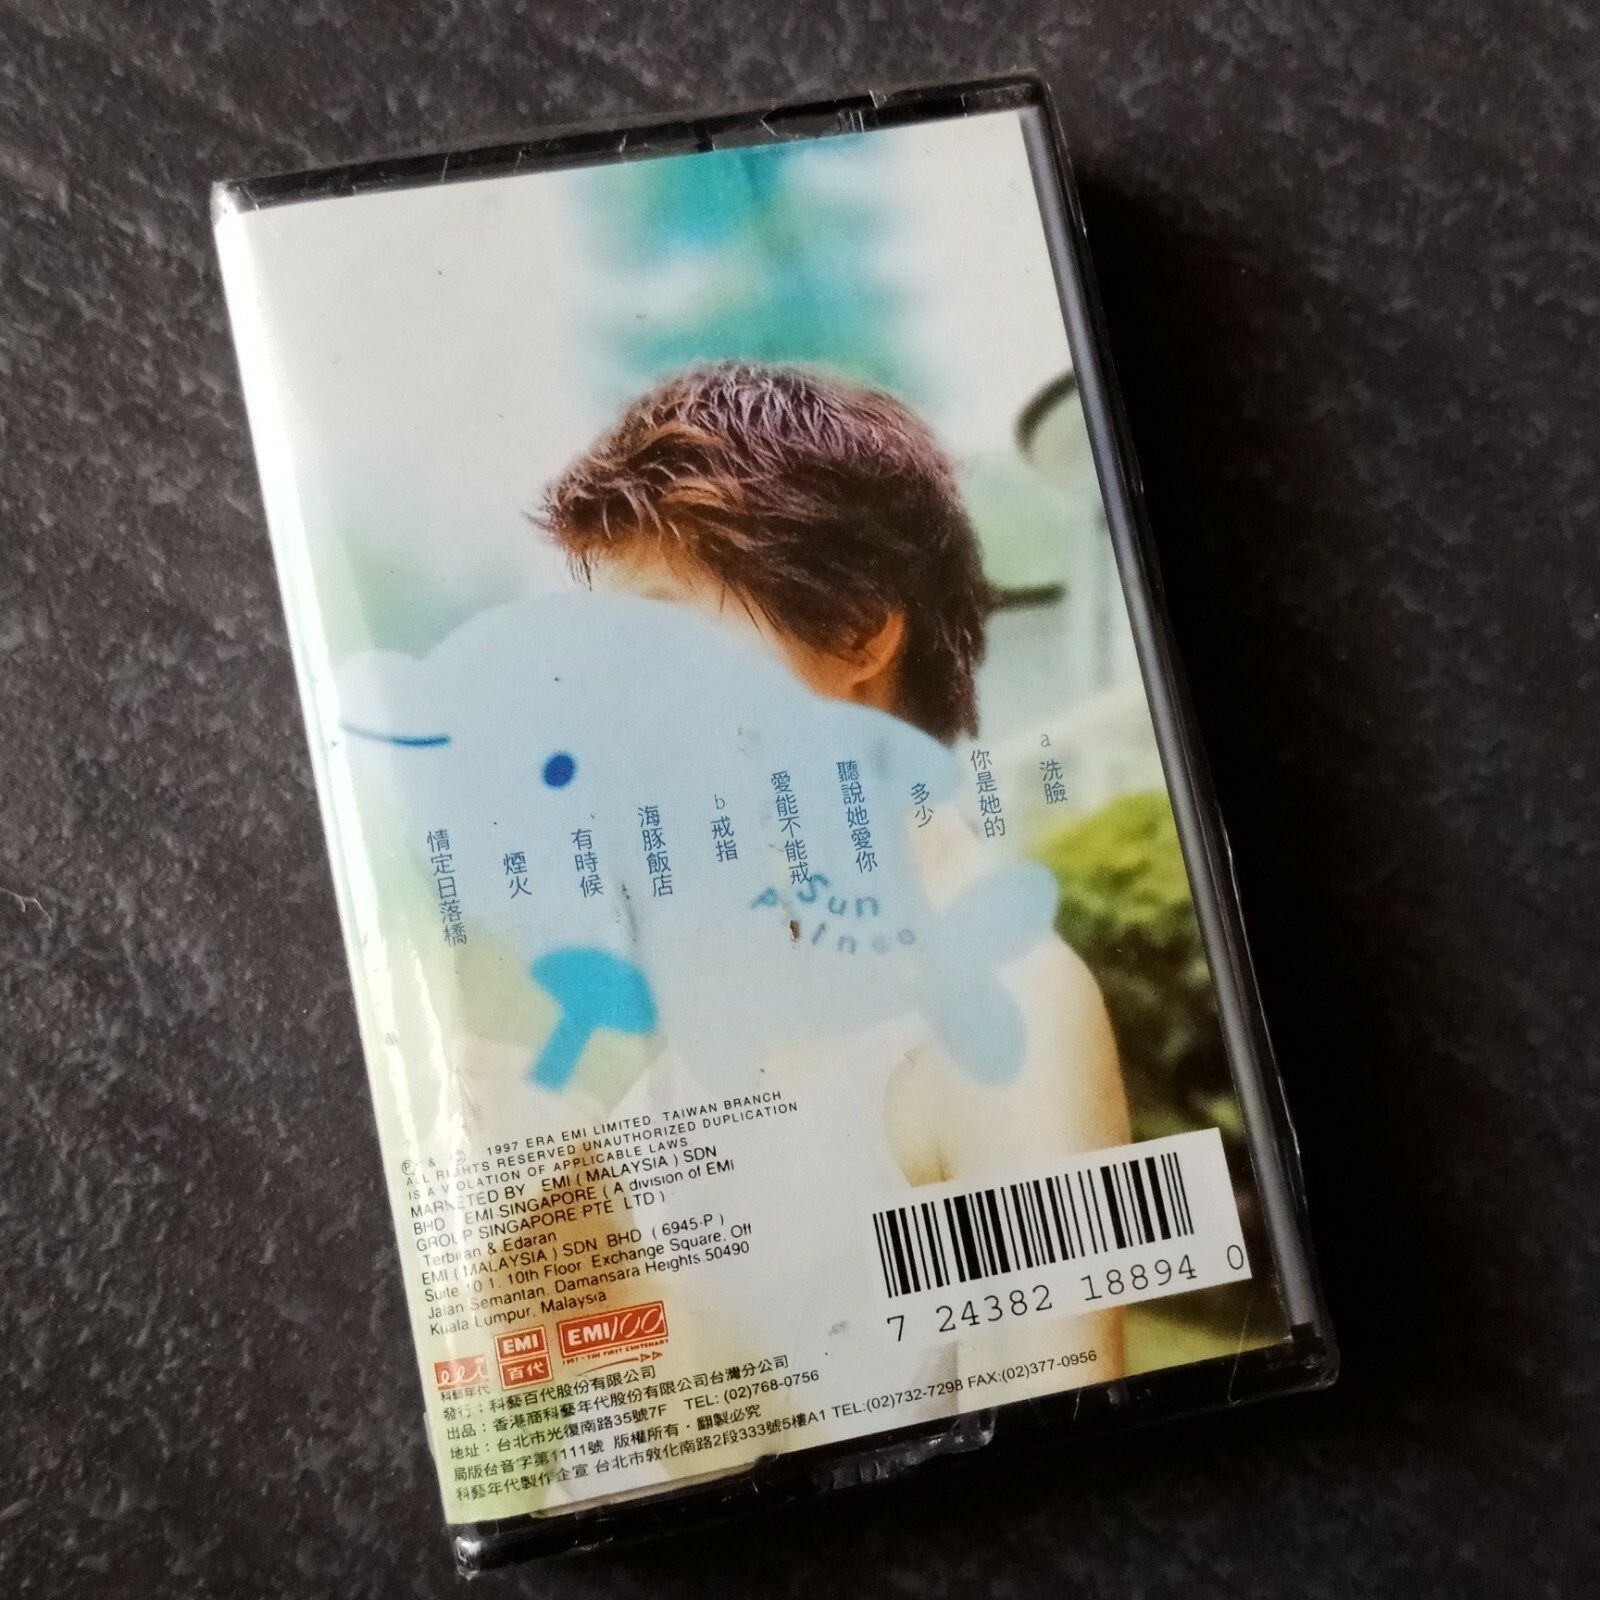 a 洗臉
你是她的
多少
聽說她愛你
愛能不能戒
b 戒指
海豚飯店
有時候
煙火
情定日落橋
Sun
Ⓟ & © 1997 ERA EMI LIMITED. TAIWAN BRANCH
ALL RIGHTS RESERVED UNAUTHORIZED DUPLICATION
IS A VIOLATION OF APPLICABLE LAWS.
MARKETED BY EMI (MALAYSIA) SDN
BHD EMI SINGAPORE (A division of EMI
GROUP SINGAPORE PTE LTD)
Terbitan & Edaran
EMI (MALAYSIA) SDN BHD (6945-P)
Suite 10.1, 10th Floor Exchange Square, Off
Jalan Semantan, Damansara Heights.50490
Kuala Lumpur, Malaysia
7 24382 18894 0
eei
科藝年代
EMI
百代
EMI100
1997 - THE FIRST CENTENARY
發行：科藝百代股份有限公司
出品：香港商科藝年代股份有限公司台灣分公司
地址：台北市光復南路35號7F TEL: (02)768-0756
局版台音字第1111號 版權所有·翻製必究
科藝年代製作企宣 台北市敦化南路2段333號5樓A1 TEL:(02)732-7298 FAX:(02)377-0956